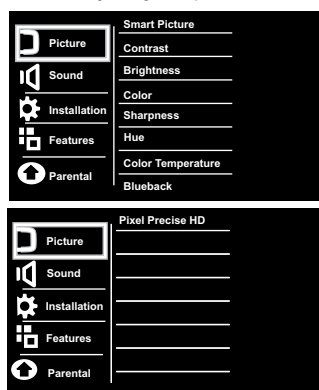 Smart Picture
Picture
Contrast
Sound
Brightness
Color
Installation
Sharpness
Features
Hue
Color Temperature
Parental
Blueback
Pixel Precise HD
Picture
Sound
Installation
Features
Parental